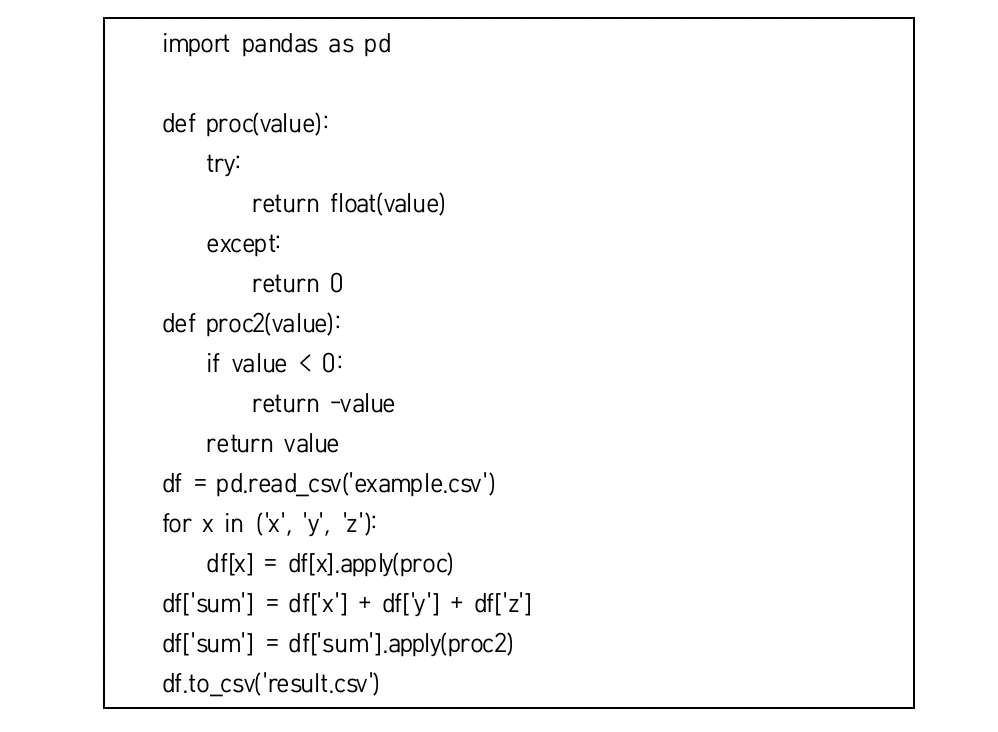 import pandas as pd
def proc(value):
try:
return float(value)
except:
return 0
def proc2(value):
if value < 0:
return -value
return value
df = pd.read_csv('example.csv')
for x in ('x', 'y', 'z'):
df[x] = df[x].apply(proc)
df['sum'] = df['x'] + df['y'] + df['z']
df['sum'] = df['sum'].apply(proc2)
df.to_csv('result.csv')